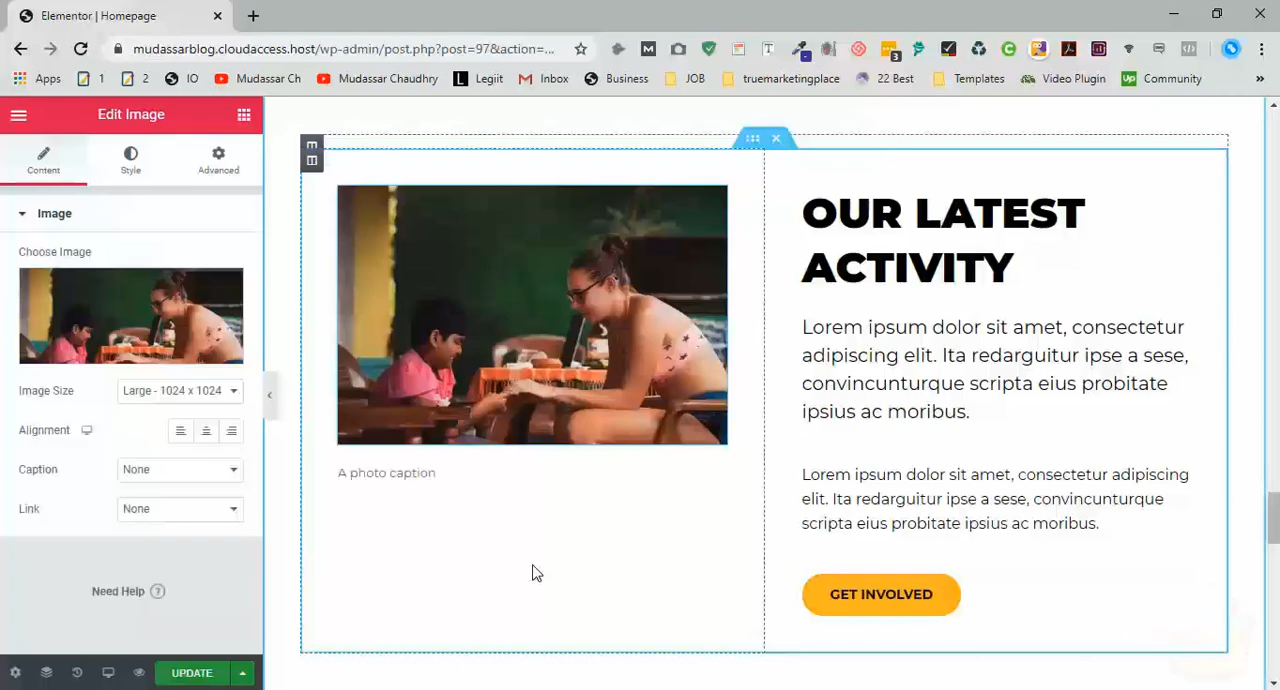 Elementor | Homepage
mudassarblog.cloudaccess.host/wp-admin/post.php?post=97&action=...
Apps 1 2 IO Mudassar Ch Mudassar Chaudhry Legiit Inbox Business JOB truemarketingplace 22 Best Templates Video Plugin Community »
Edit Image
Content Style Advanced
Image
Choose Image
Image Size Large - 1024 x 1024
Alignment
Caption None
Link None
Need Help ?
UPDATE
A photo caption
OUR LATEST
ACTIVITY
Lorem ipsum dolor sit amet, consectetur
adipiscing elit. Ita redarguitur ipse a sese,
convincunturque scripta eius probitate
ipsius ac moribus.
Lorem ipsum dolor sit amet, consectetur adipiscing
elit. Ita redarguitur ipse a sese, convincunturque
scripta eius probitate ipsius ac moribus.
GET INVOLVED